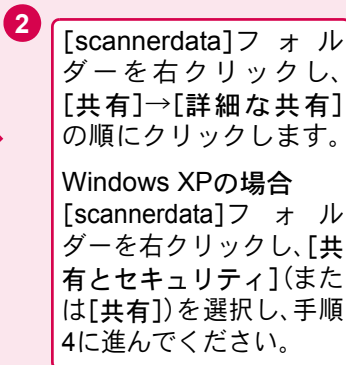 2
[scannerdata]フォル
ダーを右クリックし、
[共有]→[詳細な共有]
の順にクリックします。
Windows XPの場合
[scannerdata]フォル
ダーを右クリックし、[共
有とセキュリティ](また
は[共有])を選択し、手順
4に進んでください。